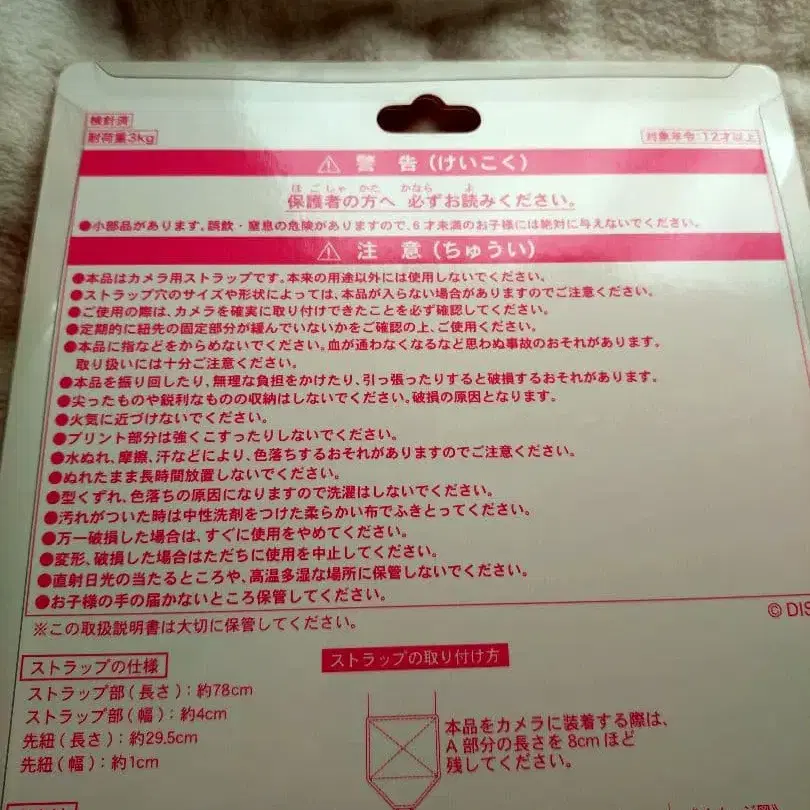 検針済
耐荷重3kg
対象年令:12才以上
⚠ 警 告 (けいこく)
ほごしゃ かた かなら よ
保護者の方へ 必ずお読みください。
●小部品があります。誤飲・窒息の危険がありますので、6才未満のお子様には絶対に与えないでください。
⚠ 注 意 (ちゅうい)
●本品はカメラ用ストラップです。本来の用途以外には使用しないでください。
●ストラップ穴のサイズや形状によっては、本品が入らない場合がありますのでご注意ください。
●ご使用の際は、カメラを確実に取り付けできたことを必ず確認してください。
●定期的に紐先の固定部分が緩んでいないかをご確認の上、ご使用ください。
●本品に指などをからめないでください。血が通わなくなるなど思わぬ事故のおそれがあります。
取り扱いには十分ご注意ください。
●本品を振り回したり、無理な負担をかけたり、引っ張ったりすると破損するおそれがあります。
●尖ったものや鋭利なものの収納はしないでください。破損の原因となります。
●火気に近づけないでください。
●プリント部分は強くこすったりしないでください。
●水ぬれ、摩擦、汗などにより、色落ちするおそれがありますのでご注意ください。
●ぬれたまま長時間放置しないでください。
●型くずれ、色落ちの原因になりますので洗濯はしないでください。
●汚れがついた時は中性洗剤をつけた柔らかい布でふきとってください。
●万一破損した場合は、すぐに使用をやめてください。
●変形、破損した場合はただちに使用を中止してください。
●直射日光の当たるところや、高温多湿な場所に保管しないでください。
●お子様の手の届かないところ保管してください。
© DIS
※この取扱説明書は大切に保管してください。
ストラップの仕様
ストラップ部(長さ):約78cm
ストラップ部(幅):約4cm
先紐(長さ):約29.5cm
先紐(幅):約1cm
ストラップの取り付け方
本品をカメラに装着する際は、
A 部分の長さを 8cm ほど
残してください。